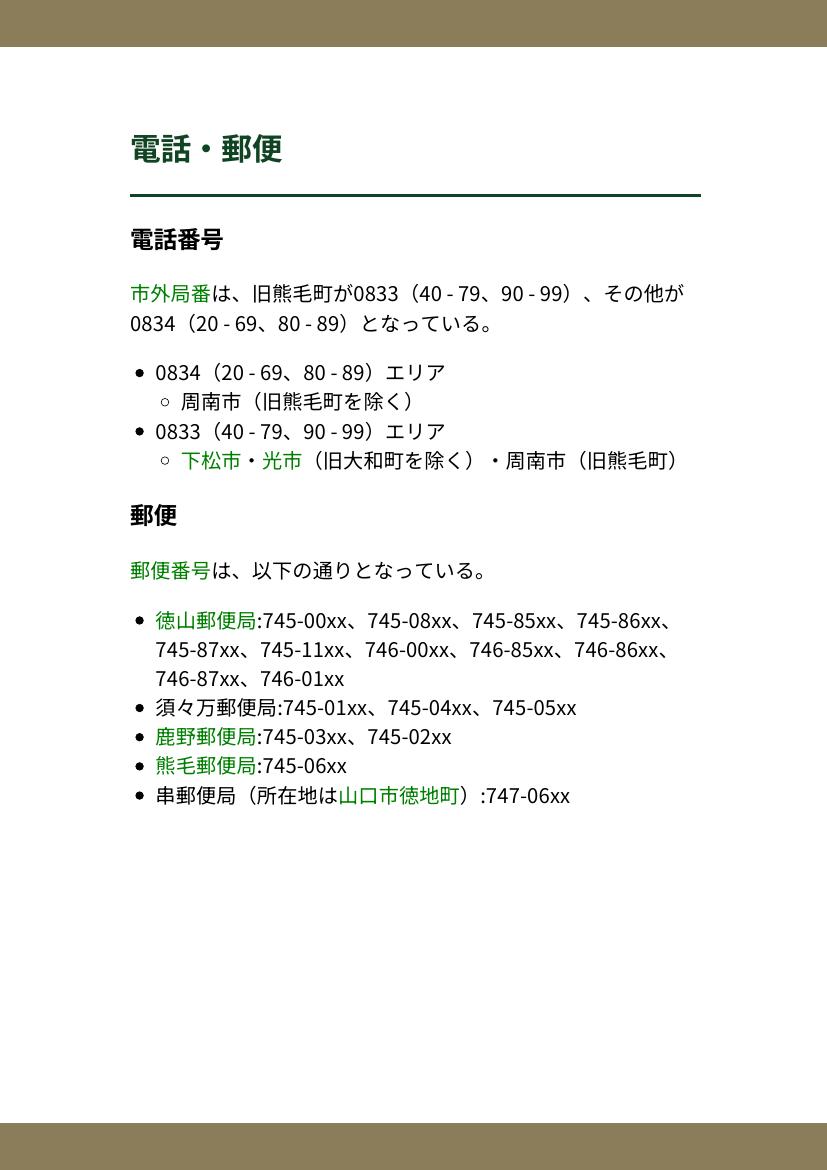 電話・郵便
電話番号
市外局番は、旧熊毛町が0833（40 - 79、90 - 99）、その他が
0834（20 - 69、80 - 89）となっている。
• 0834（20 - 69、80 - 89）エリア
◦ 周南市（旧熊毛町を除く）
• 0833（40 - 79、90 - 99）エリア
◦ 下松市・光市（旧大和町を除く）・周南市（旧熊毛町）
郵便
郵便番号は、以下の通りとなっている。
• 徳山郵便局:745-00xx、745-08xx、745-85xx、745-86xx、
745-87xx、745-11xx、746-00xx、746-85xx、746-86xx、
746-87xx、746-01xx
• 須々万郵便局:745-01xx、745-04xx、745-05xx
• 鹿野郵便局:745-03xx、745-02xx
• 熊毛郵便局:745-06xx
• 串郵便局（所在地は山口市徳地町）:747-06xx